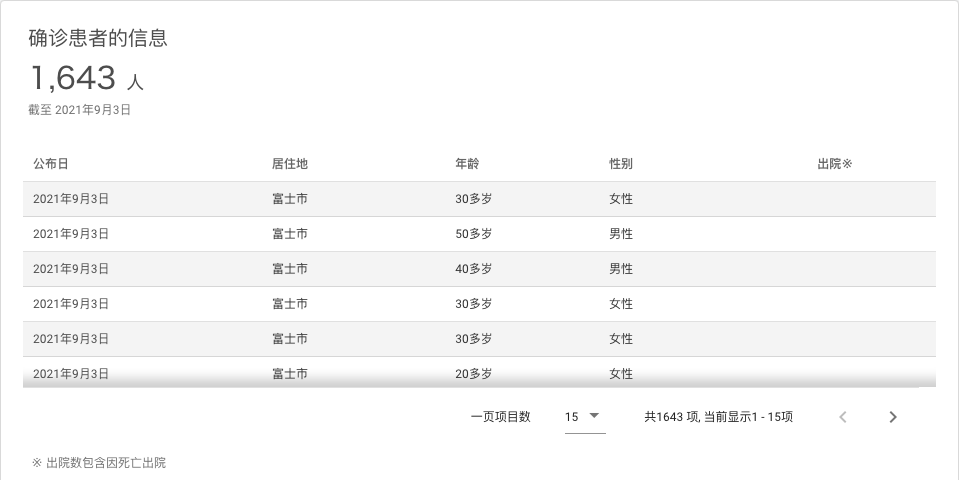 确诊患者的信息
1,643 人
截至 2021年9月3日
公布日 居住地 年龄 性别 出院※
2021年9月3日 富士市 30多岁 女性
2021年9月3日 富士市 50多岁 男性
2021年9月3日 富士市 40多岁 男性
2021年9月3日 富士市 30多岁 女性
2021年9月3日 富士市 30多岁 女性
2021年9月3日 富士市 20多岁 女性
一页项目数 15 共1643 项, 当前显示1 - 15项
※ 出院数包含因死亡出院